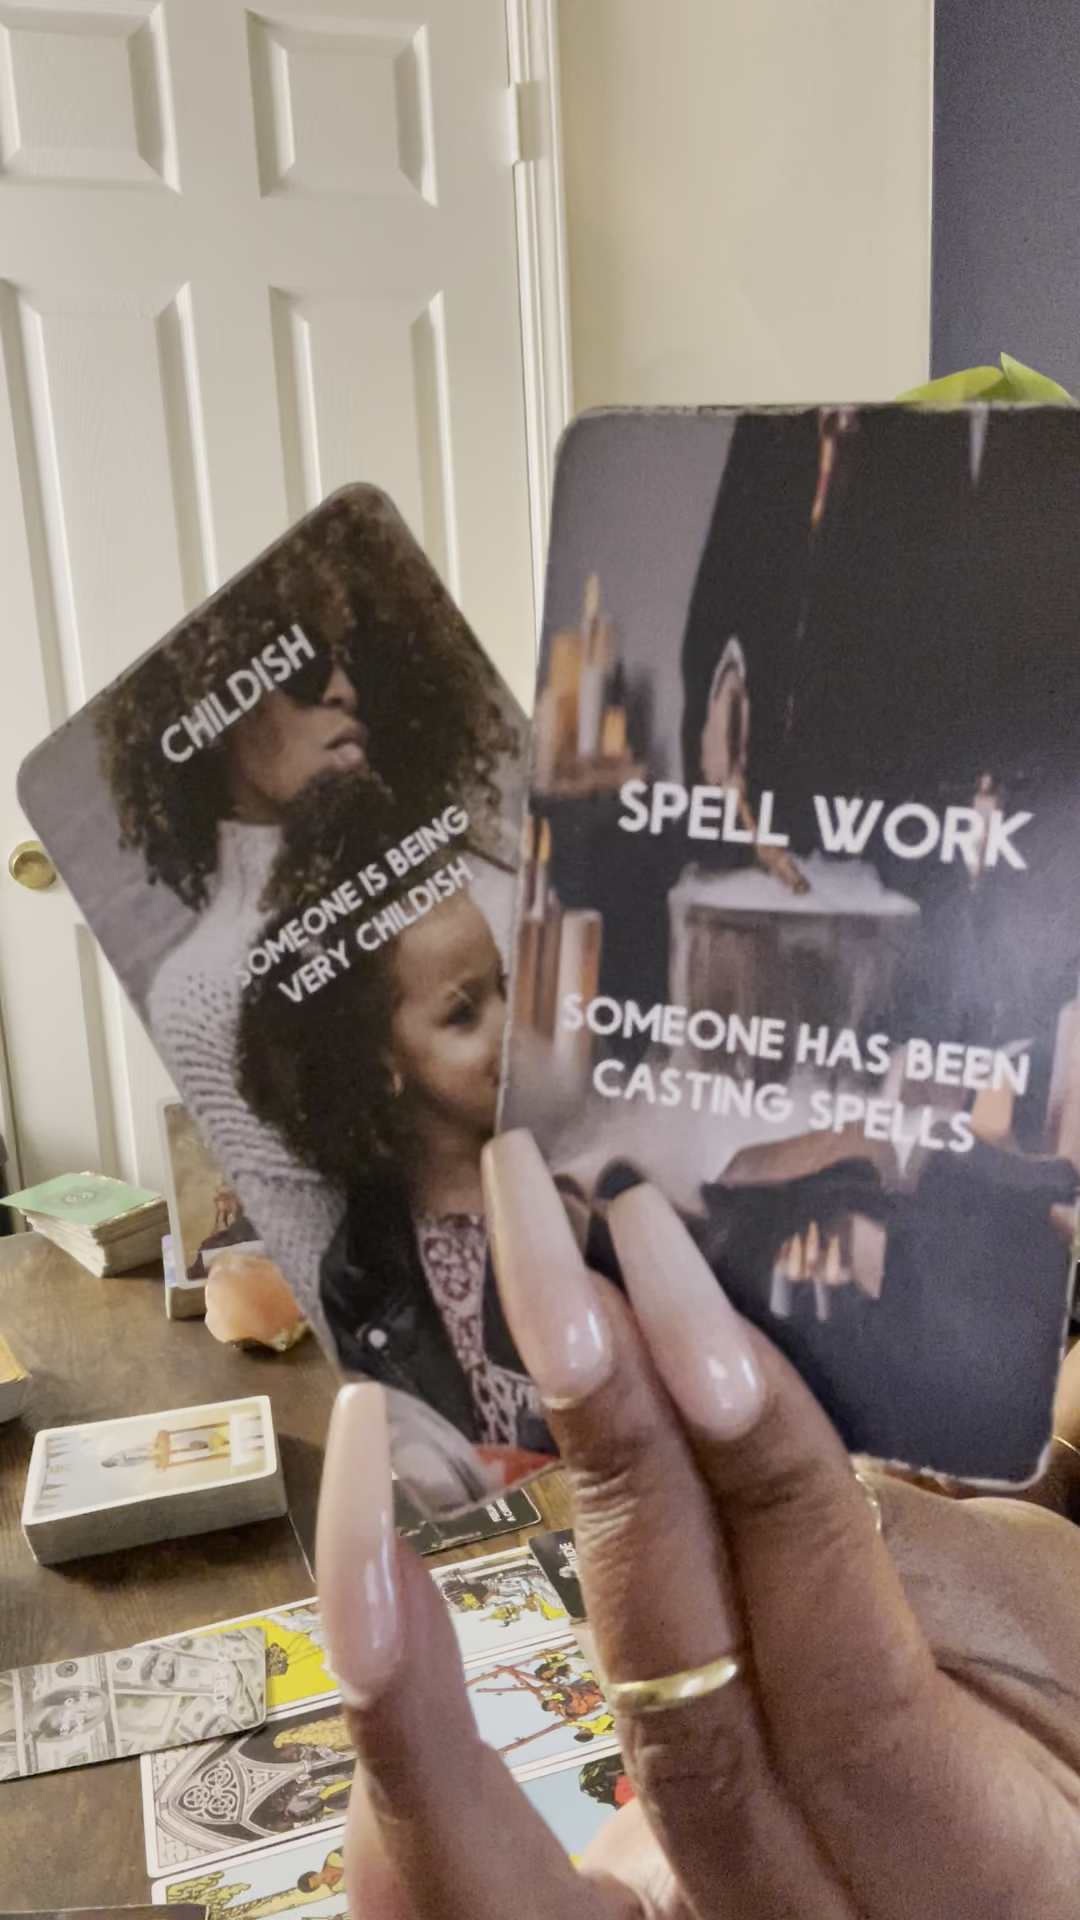 CHILDISH
SOMEONE IS BEING
VERY CHILDISH
SPELL WORK
SOMEONE HAS BEEN
CASTING SPELLS